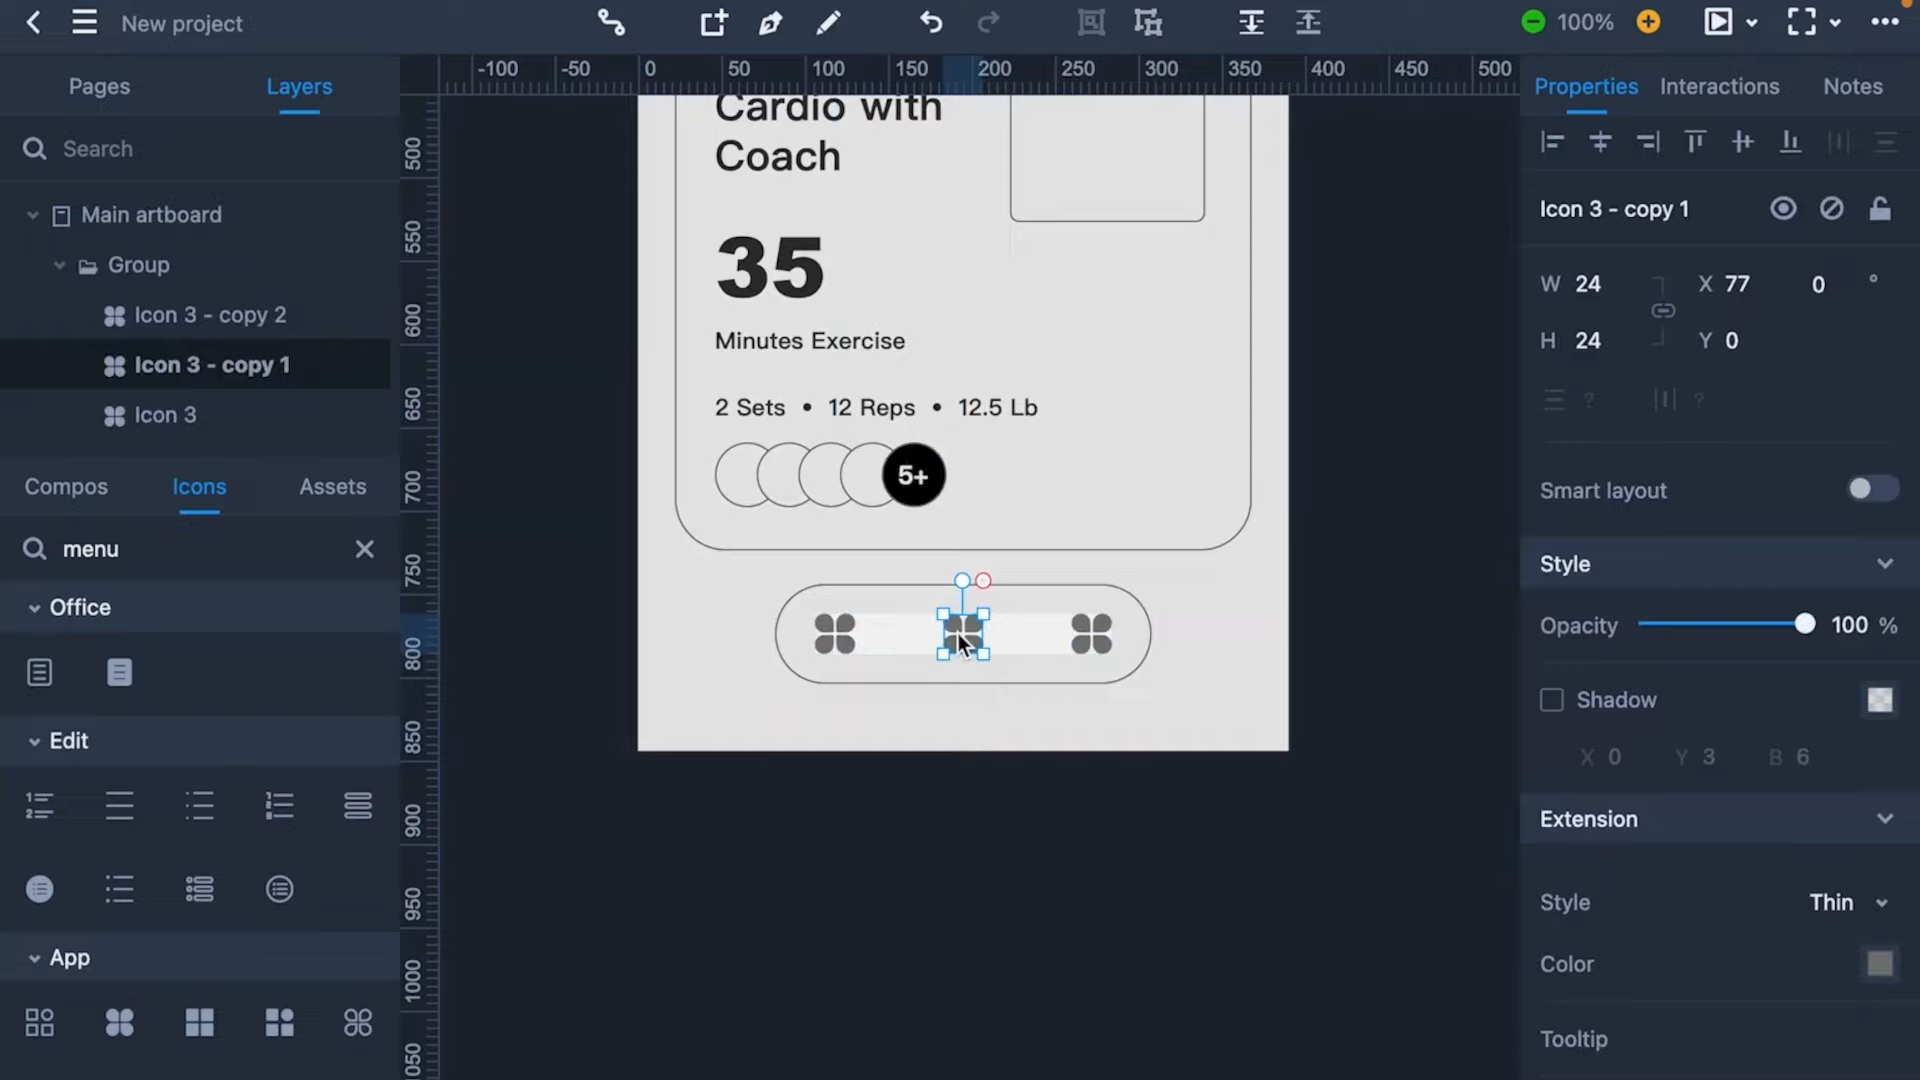 New project
100%
Pages
Layers
-100 -50 0 50 100 150 200 250 300 350 400 450 500
Properties Interactions Notes
Search
Main artboard
Group
Icon 3 - copy 2
Icon 3 - copy 1
Icon 3
Compos
Icons
Assets
menu
Office
Edit
App
500
550
600
650
700
750
800
850
900
950
1000
050
Cardio with
Coach
35
Minutes Exercise
2 Sets • 12 Reps • 12.5 Lb
5+
Icon 3 - copy 1
W 24 X 77 0 °
H 24 Y 0
? ?
Smart layout
Style
Opacity 100 %
Shadow
X 0 Y 3 B 6
Extension
Style Thin
Color
Tooltip